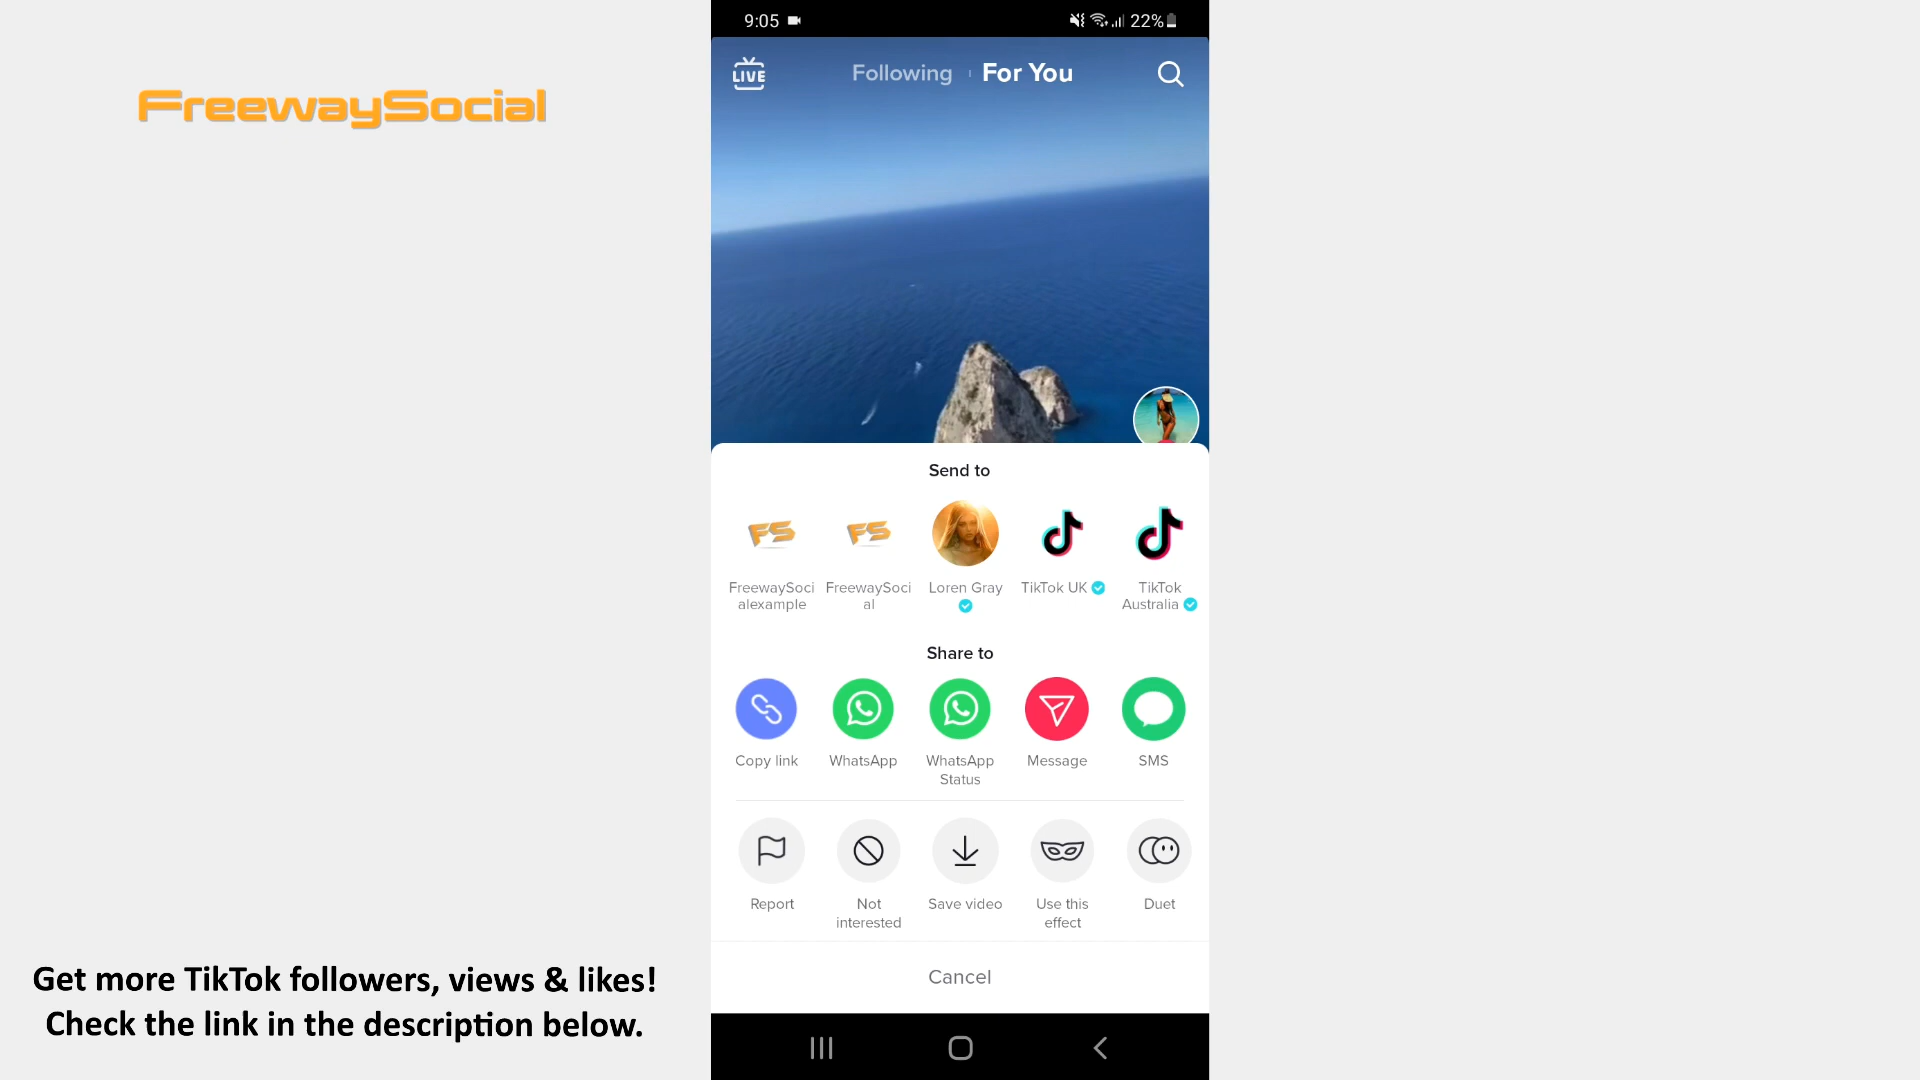 9:05
22%
FreewaySocial
LIVE
Following
For You
Send to
FS
FS
FreewaySoci
alexample
FreewaySoci
al
Loren Gray
TikTok UK
TikTok
Australia
Share to
Copy link
WhatsApp
WhatsApp
Status
Message
SMS
Report
Not
interested
Save video
Use this
effect
Duet
Cancel
Get more TikTok followers, views & likes!
Check the link in the description below.